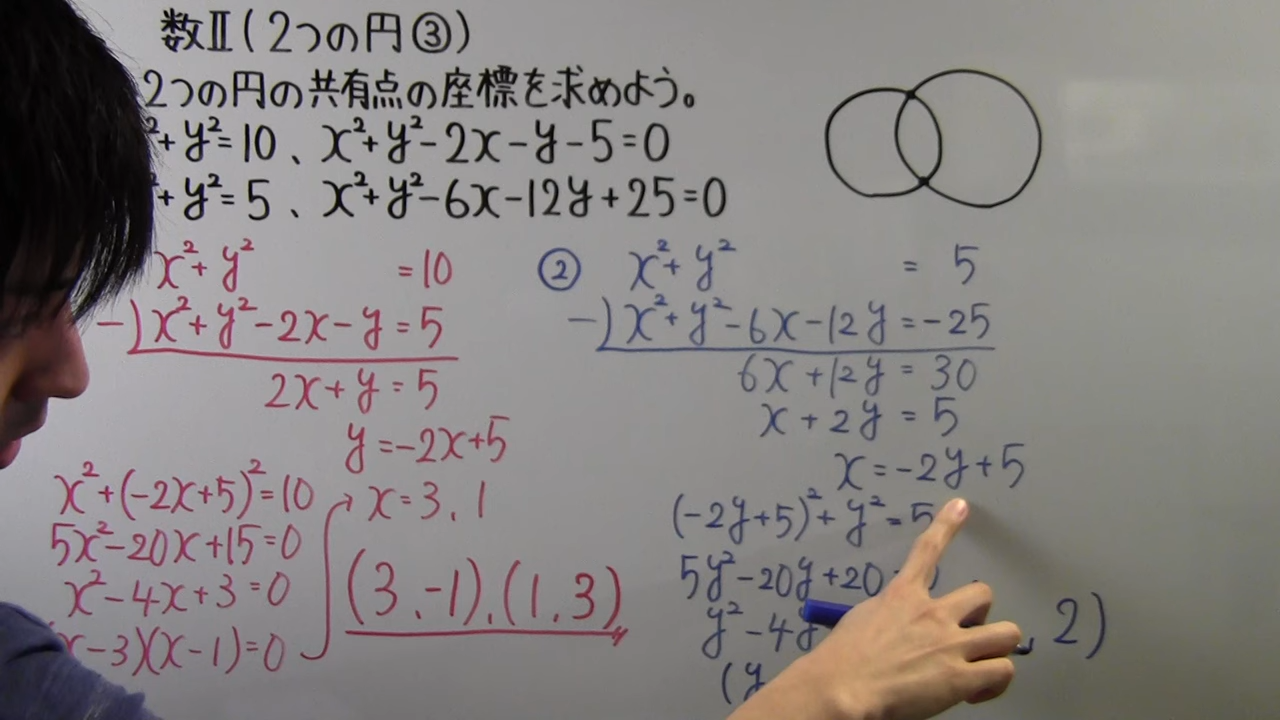 数Ⅱ(2つの円③)
2つの円の共有点の座標を求めよう。
²+y²=10、x²+y²-2x-y-5=0
²+y²=5、x²+y²-6x-12y+25=0
x²+y² =10
-)x²+y²-2x-y=5
2x+y=5
y=-2x+5
x²+(-2x+5)²=10
5x²-20x+15=0
x²-4x+3=0
x-3)(x-1)=0
x=3、1
(3,-1)、(1,3)
② x²+y² = 5
-)x²+y²-6x-12y=-25
6x+12y=30
x+2y=5
x=-2y+5
(-2y+5)²+y²=5
5y²-20y+20
y²-4y
(y
,2)